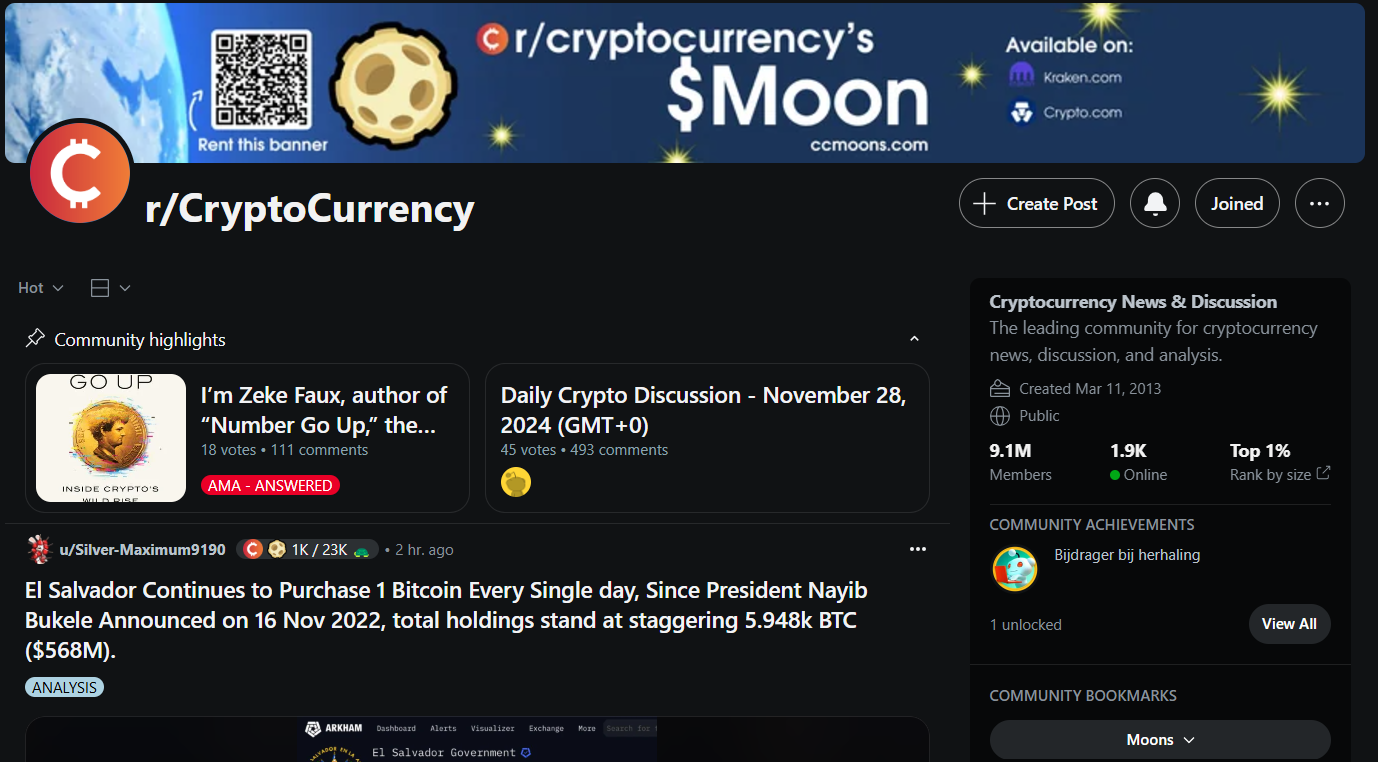 r/cryptocurrency's
$Moon
ccmoons.com
Rent this banner
Available on:
Kraken.com
Crypto.com
r/CryptoCurrency
Create Post
Joined
Hot
Community highlights
GO UP
INSIDE CRYPTO'S
WILD RISE
I'm Zeke Faux, author of
“Number Go Up,” the...
18 votes • 111 comments
AMA - ANSWERED
Daily Crypto Discussion - November 28,
2024 (GMT+0)
45 votes • 493 comments
u/Silver-Maximum9190 1K / 23K 🐢 • 2 hr. ago
El Salvador Continues to Purchase 1 Bitcoin Every Single day, Since President Nayib
Bukele Announced on 16 Nov 2022, total holdings stand at staggering 5.948k BTC
($568M).
ANALYSIS
ARKHAM Dashboard Alerts Visualizer Exchange More Search for
El Salvador Government
Cryptocurrency News & Discussion
The leading community for cryptocurrency
news, discussion, and analysis.
Created Mar 11, 2013
Public
9.1M 1.9K Top 1%
Members Online Rank by size
COMMUNITY ACHIEVEMENTS
Bijdrager bij herhaling
1 unlocked
View All
COMMUNITY BOOKMARKS
Moons